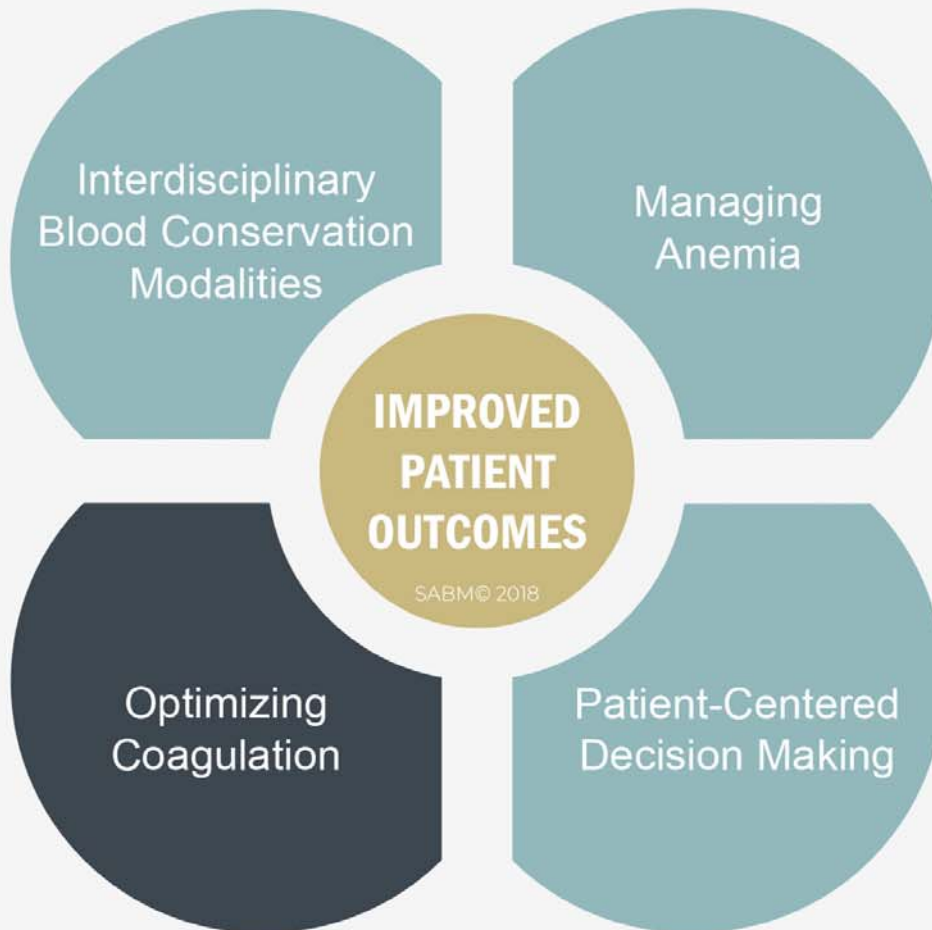 Interdisciplinary
Blood Conservation
Modalities
Managing
Anemia
IMPROVED
PATIENT
OUTCOMES
SABM© 2018
Optimizing
Coagulation
Patient-Centered
Decision Making